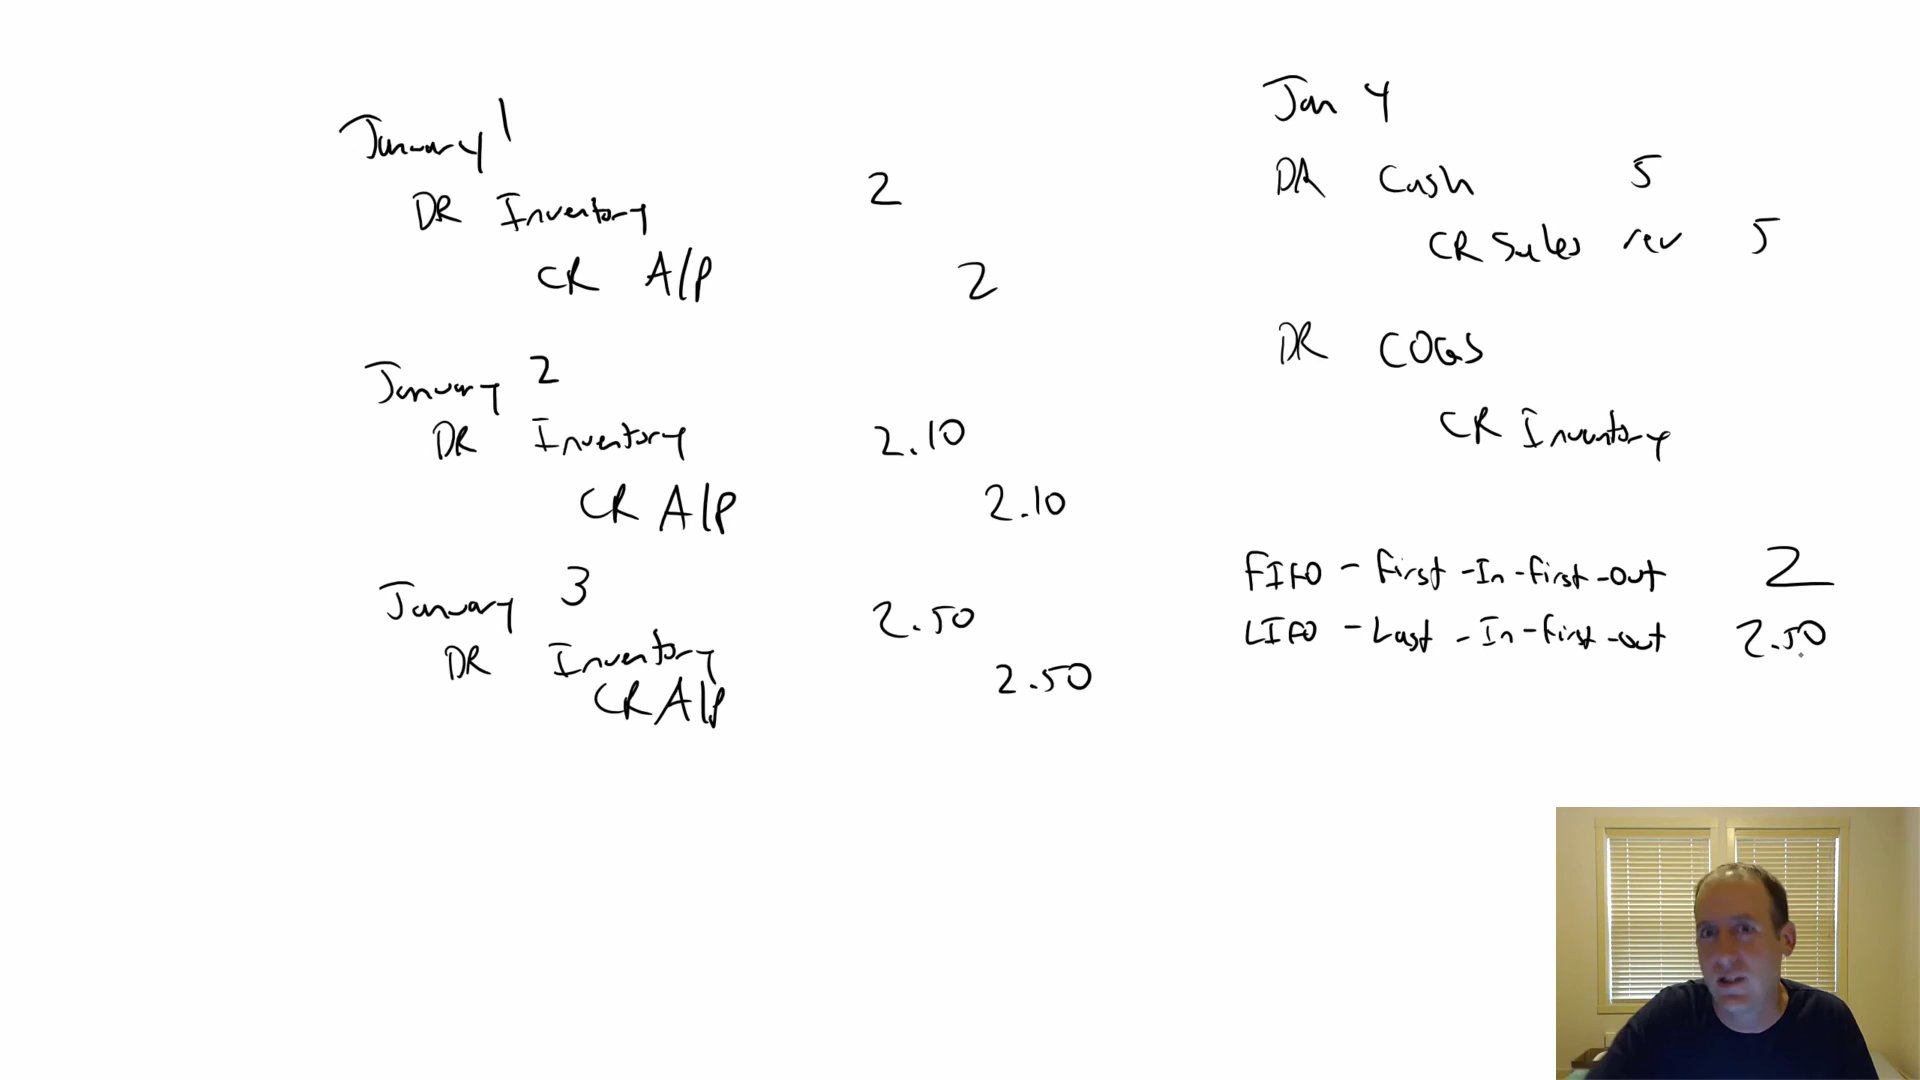 January 1
DR Inventory 2
CR A/P 2
January 2
DR Inventory 2.10
CR A/P 2.10
January 3
DR Inventory 2.50
CR A/P 2.50
Jan 4
DR Cash 5
CR Sales rev 5
DR COGS
CR Inventory
FIFO - First-In-first-out 2
LIFO - Last-In-first-out 2.50